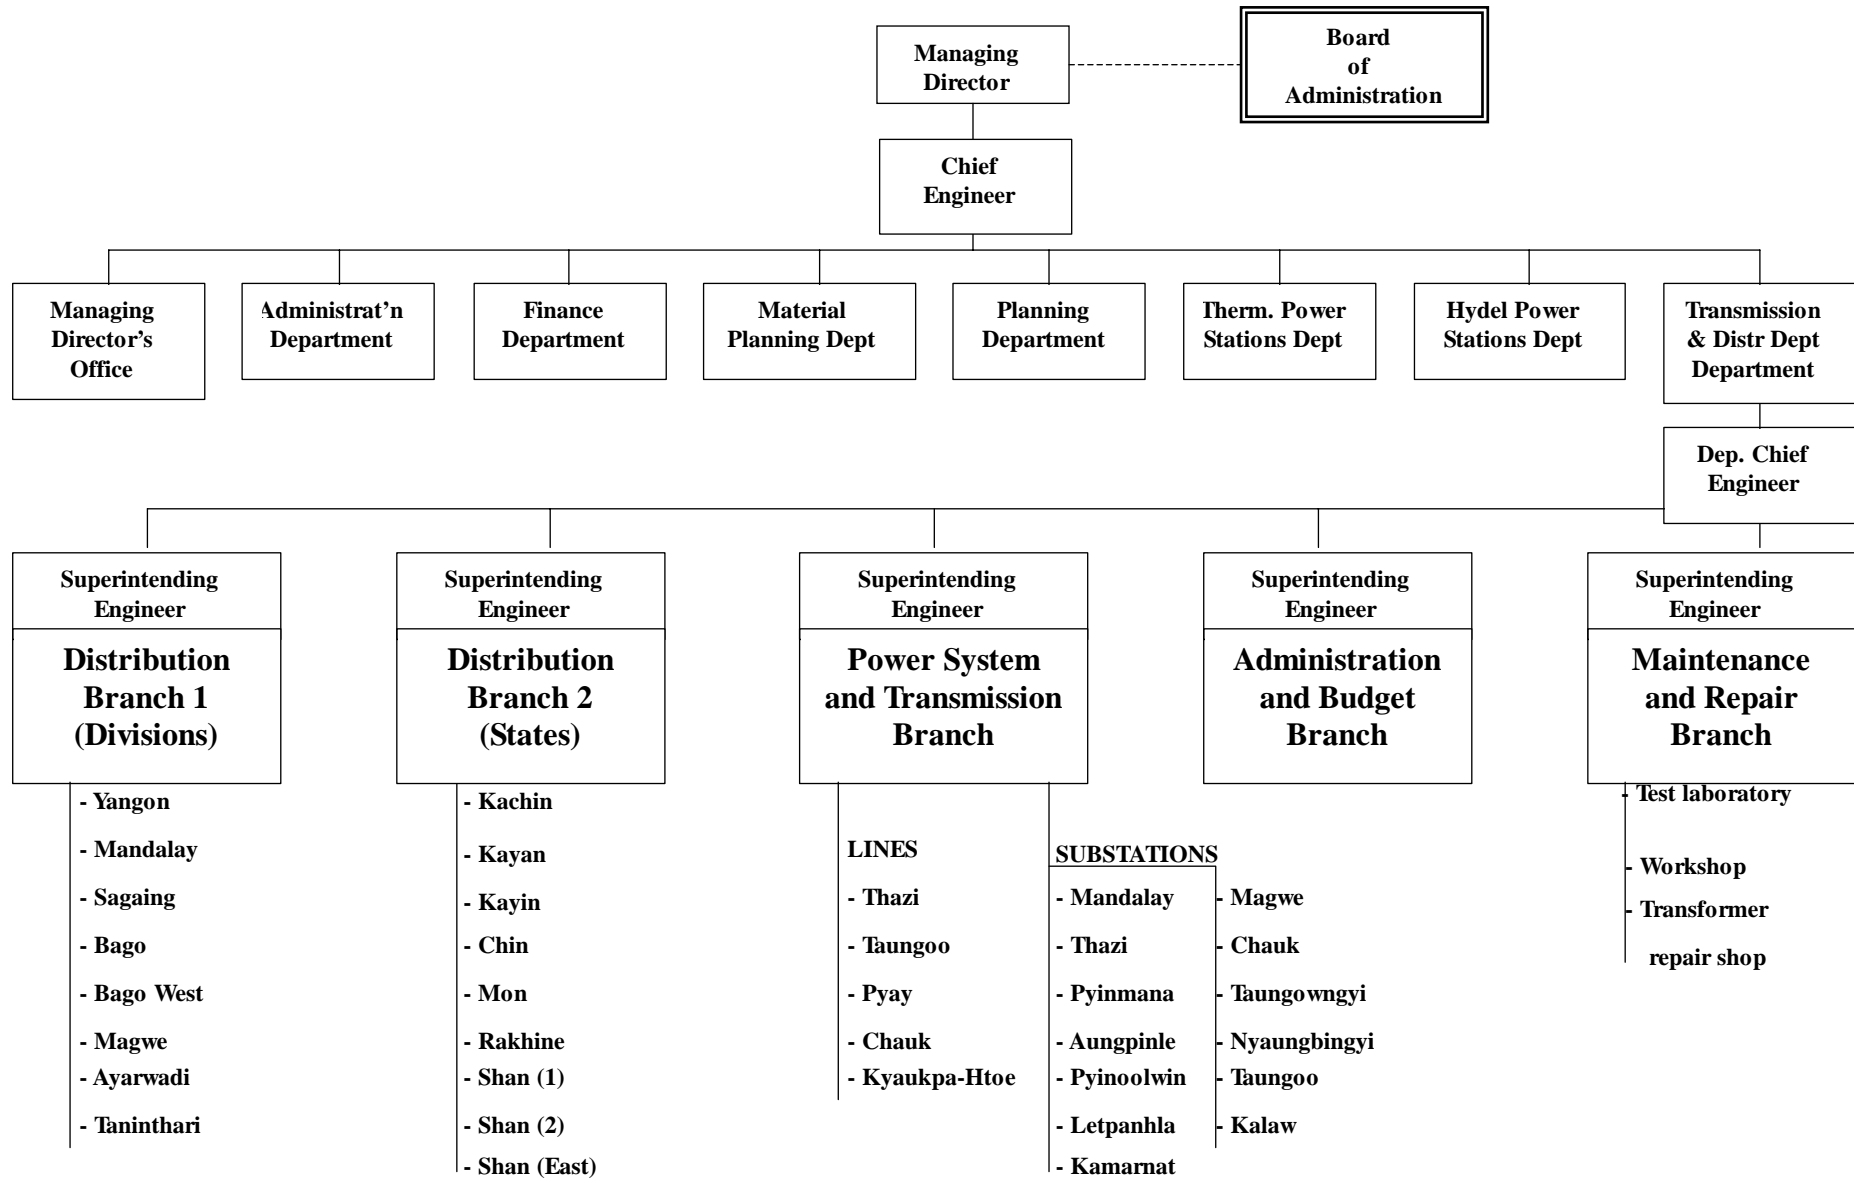 Managing
Director
Board
of
Administration
Chief
Engineer
Managing
Director's
Office
Administrat'n
Department
Finance
Department
Material
Planning Dept
Planning
Department
Therm. Power
Stations Dept
Hydel Power
Stations Dept
Transmission
& Distr Dept
Department
Dep. Chief
Engineer
Superintending
Engineer
Distribution
Branch 1
(Divisions)
- Yangon
- Mandalay
- Sagaing
- Bago
- Bago West
- Magwe
- Ayarwadi
- Taninthari
Superintending
Engineer
Distribution
Branch 2
(States)
- Kachin
- Kayan
- Kayin
- Chin
- Mon
- Rakhine
- Shan (1)
- Shan (2)
- Shan (East)
Superintending
Engineer
Power System
and Transmission
Branch
LINES
- Thazi
- Taungoo
- Pyay
- Chauk
- Kyaukpa-Htoe
SUBSTATIONS
- Mandalay
- Thazi
- Pyinmana
- Aungpinle
- Pyinoolwin
- Letpanhla
- Kamarnat
- Magwe
- Chauk
- Taungowngyi
- Nyaungbingyi
- Taungoo
- Kalaw
Superintending
Engineer
Administration
and Budget
Branch
Superintending
Engineer
Maintenance
and Repair
Branch
- Test laboratory
- Workshop
- Transformer
repair shop